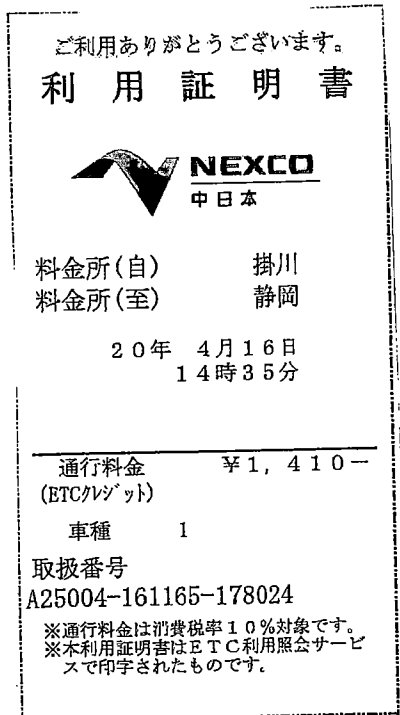 ご利用ありがとうございます。
利用証明書
NEXCO
中日本
料金所(自) 掛川
料金所(至) 静岡
20年 4月16日
14時35分
通行料金 ¥1,410−
(ETCクレジット)
車種 1
取扱番号
A25004-161165-178024
※通行料金は消費税率10%対象です。
※本利用証明書はETC利用照会サービ
スで印字されたものです。